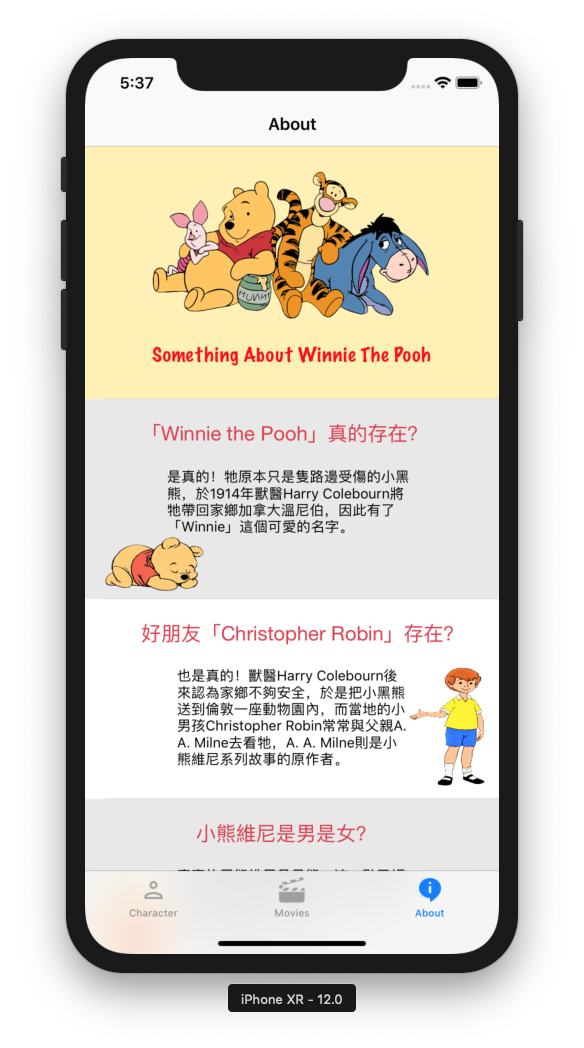 5:37
About
HUNNY
Something About Winnie The Pooh
「Winnie the Pooh」真的存在?
是真的！牠原本只是隻路邊受傷的小黑
熊，於1914年獸醫Harry Colebourn將
牠帶回家鄉加拿大溫尼伯，因此有了
「Winnie」這個可愛的名字。
好朋友「Christopher Robin」存在?
也是真的！獸醫Harry Colebourn後
來認為家鄉不夠安全，於是把小黑熊
送到倫敦一座動物園內，而當地的小
男孩Christopher Robin常常與父親A.
A. Milne去看牠，A. A. Milne則是小
熊維尼系列故事的原作者。
小熊維尼是男是女?
Character
Movies
About
iPhone XR - 12.0